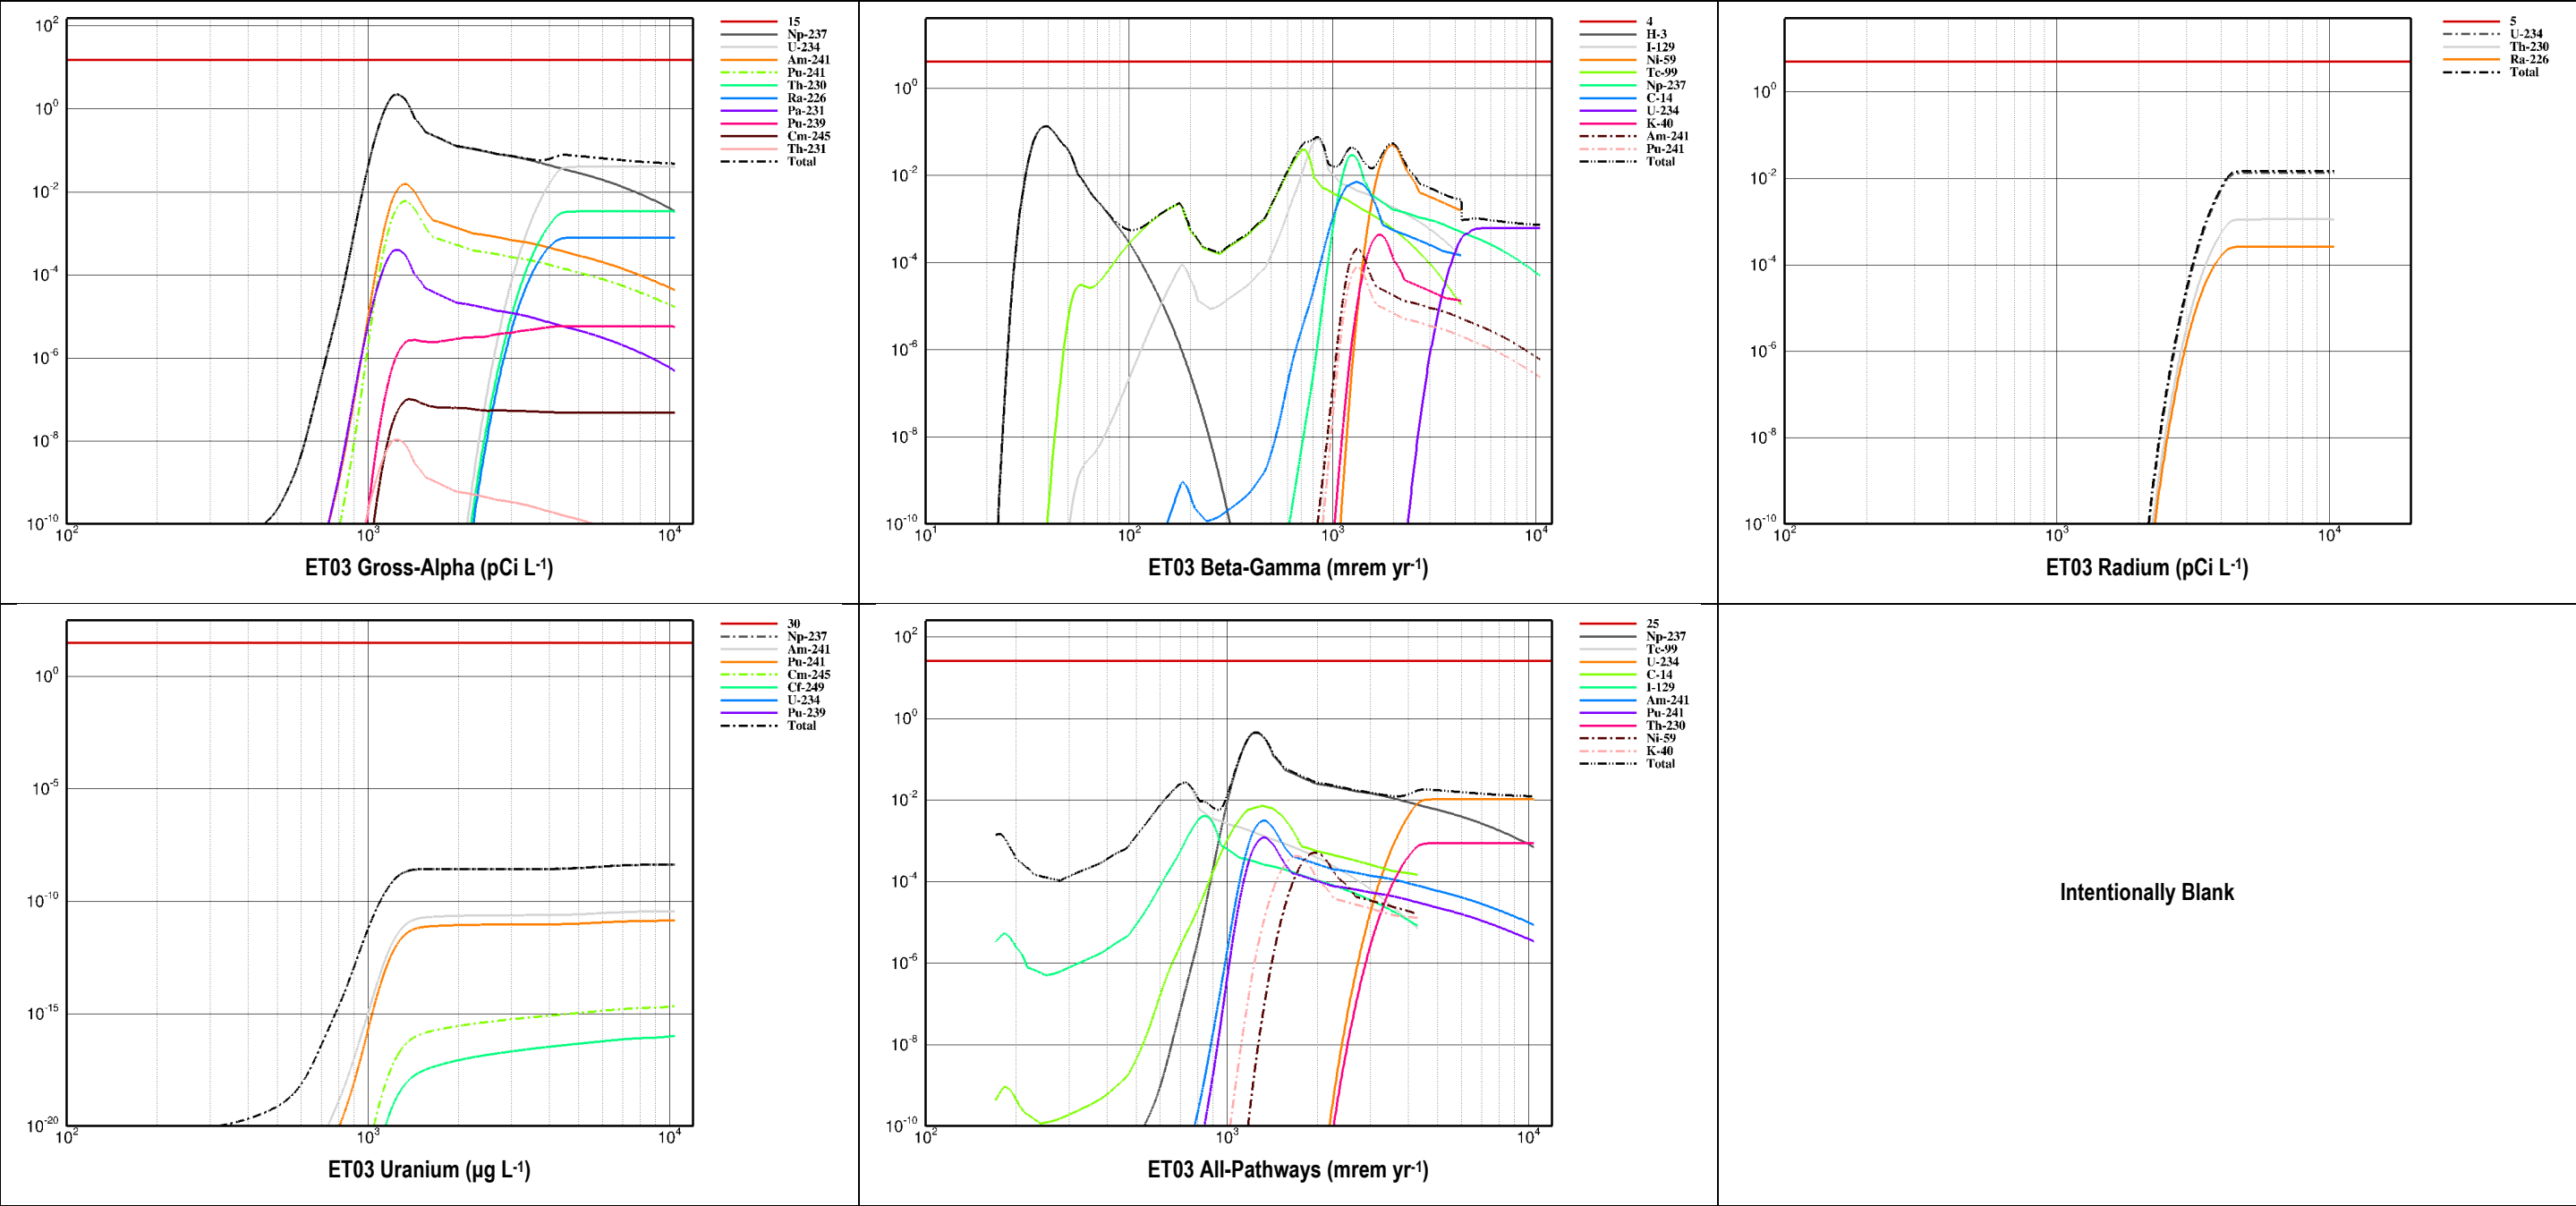 10²
10⁰
10⁻²
10⁻⁴
10⁻⁶
10⁻⁸
10⁻¹⁰
10² 10³ 10⁴
15
Np-237
U-234
Am-241
Pu-241
Th-230
Ra-226
Pa-231
Pu-239
Cm-245
Th-231
Total
ET03 Gross-Alpha (pCi L⁻¹)
10⁰
10⁻²
10⁻⁴
10⁻⁶
10⁻⁸
10⁻¹⁰
10¹ 10² 10³ 10⁴
4
H-3
I-129
Ni-59
Tc-99
Np-237
C-14
U-234
K-40
Am-241
Pu-241
Total
ET03 Beta-Gamma (mrem yr⁻¹)
10⁰
10⁻²
10⁻⁴
10⁻⁶
10⁻⁸
10⁻¹⁰
10² 10³ 10⁴
5
U-234
Th-230
Ra-226
Total
ET03 Radium (pCi L⁻¹)
10⁰
10⁻⁵
10⁻¹⁰
10⁻¹⁵
10⁻²⁰
10² 10³ 10⁴
30
Np-237
Am-241
Pu-241
Cm-245
Cf-249
U-234
Pu-239
Total
ET03 Uranium (µg L⁻¹)
10²
10⁰
10⁻²
10⁻⁴
10⁻⁶
10⁻⁸
10⁻¹⁰
10² 10³ 10⁴
25
Np-237
Tc-99
U-234
C-14
I-129
Am-241
Pu-241
Th-230
Ni-59
K-40
Total
ET03 All-Pathways (mrem yr⁻¹)
Intentionally Blank